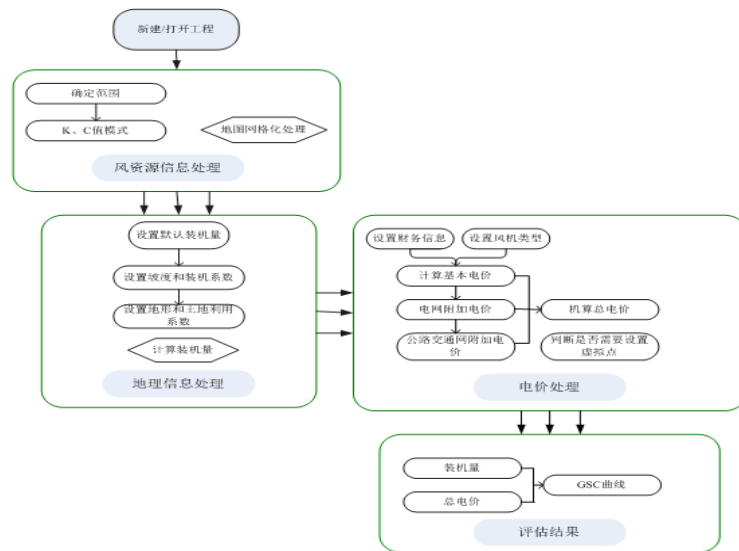 新建/打开工程
确定范围
K、C值模式
地图网格化处理
风资源信息处理
设置默认装机量
设置坡度和装机系数
设置地形和土地利用
系数
计算装机量
地理信息处理
设置财务信息
设置风机类型
计算基本电价
电网附加电价
公路交通网附加电
价
机算总电价
判断是否需要设置
虚拟点
电价处理
装机量
总电价
GSC曲线
评估结果